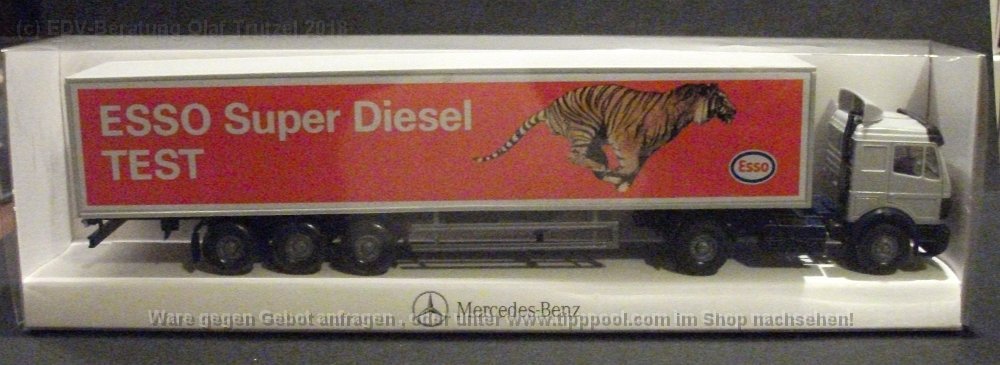 (c) EDV-Beratung Olaf Trutzel 2018
ESSO Super Diesel
TEST
Esso
Mercedes-Benz
Ware gegen Gebot anfragen , oder unter www.tipppool.com im Shop nachsehen!